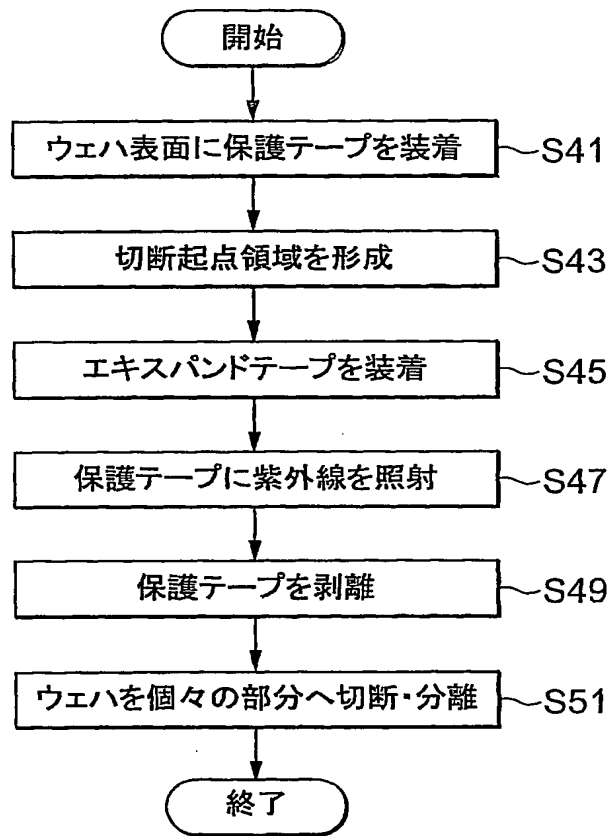 開始
ウェハ表面に保護テープを装着 S41
切断起点領域を形成 S43
エキスパンドテープを装着 S45
保護テープに紫外線を照射 S47
保護テープを剥離 S49
ウェハを個々の部分へ切断・分離 S51
終了